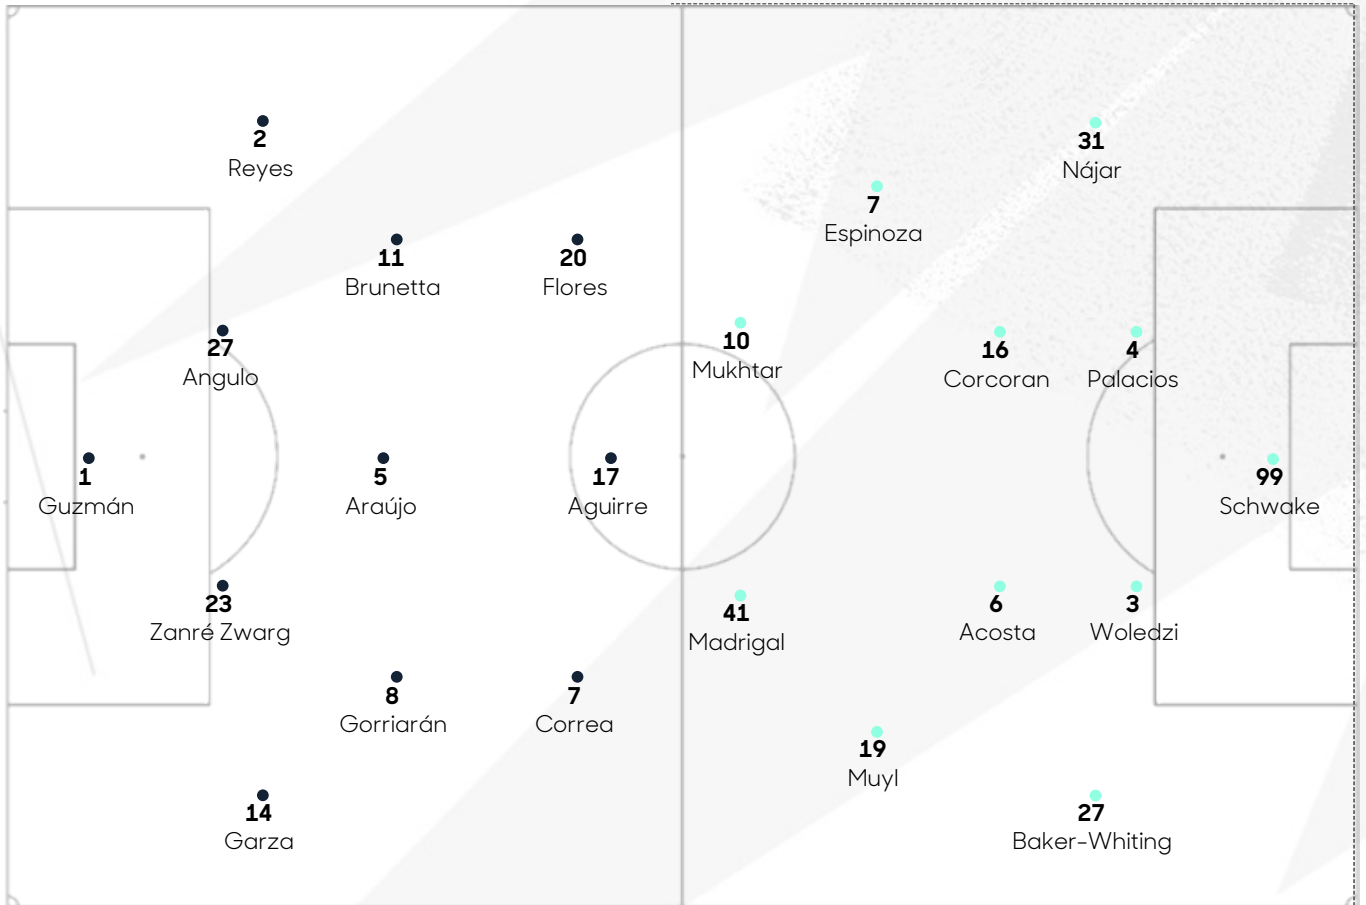 2
Reyes
31
Nájar
7
Espinoza
11
Brunetta
20
Flores
27
Angulo
10
Mukhtar
16
Corcoran
4
Palacios
1
Guzmán
5
Araújo
17
Aguirre
99
Schwake
23
Zanré Zwarg
41
Madrigal
6
Acosta
3
Woledzi
8
Gorriarán
7
Correa
19
Muyl
14
Garza
27
Baker-Whiting